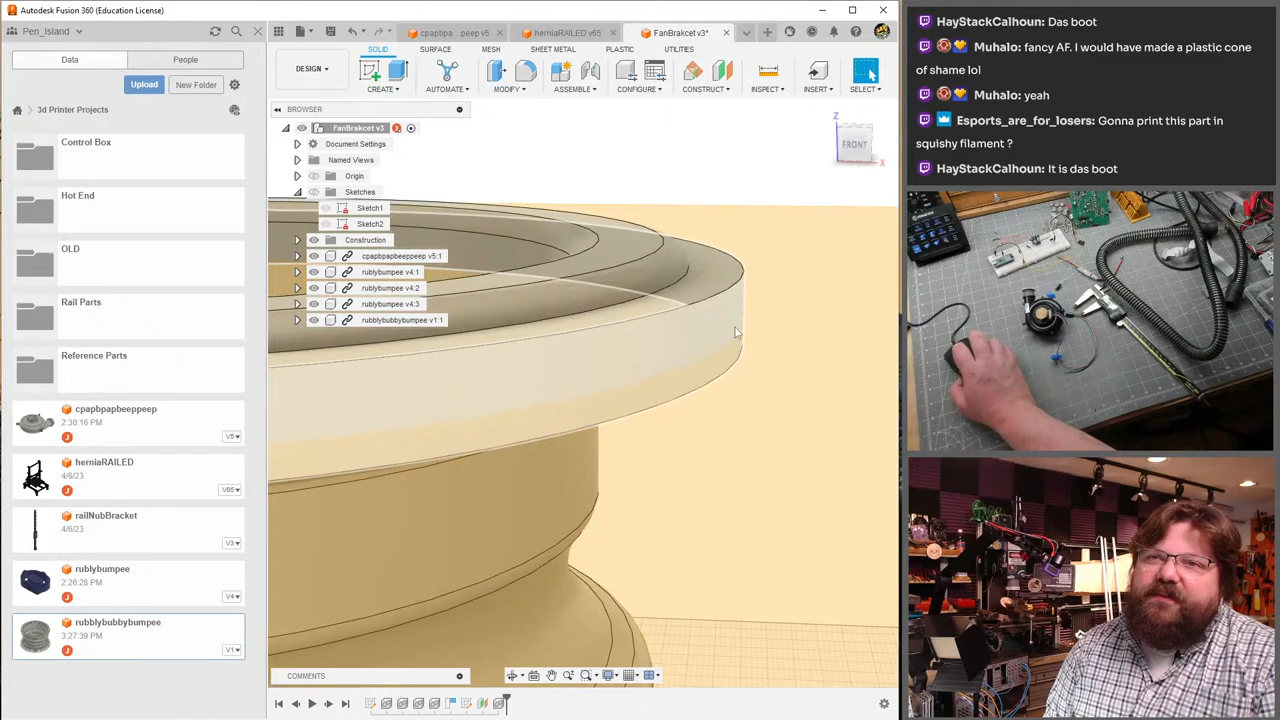 Autodesk Fusion 360 (Education License)
Pen_Island
cpapbpa...peep v5
herniaRAILED v65
FanBrakcet v3*
Data
People
Upload
New Folder
3d Printer Projects
Control Box
Hot End
OLD
Rail Parts
Reference Parts
cpapbpapbeeppeep
2:30:16 PM
V5
herniaRAILED
4/6/23
V65
railNubBracket
4/6/23
V3
rublybumpee
2:26:28 PM
V4
rubblybubbybumpee
3:27:39 PM
V1
DESIGN
SOLID
SURFACE
MESH
SHEET METAL
PLASTIC
UTILITIES
CREATE
AUTOMATE
MODIFY
ASSEMBLE
CONFIGURE
CONSTRUCT
INSPECT
INSERT
SELECT
BROWSER
FanBrakcet v3
Document Settings
Named Views
Origin
Sketches
Sketch1
Sketch2
Construction
cpapbpapbeeppeep v5:1
rublybumpee v4:1
rublybumpee v4:2
rublybumpee v4:3
rubblybubbybumpee v1:1
Z
FRONT
X
COMMENTS
HayStackCalhoun: Das boot
Muhalo: fancy AF. I would have made a plastic cone
of shame lol
Muhalo: yeah
Esports_are_for_losers: Gonna print this part in
squishy filament ?
HayStackCalhoun: It is das boot